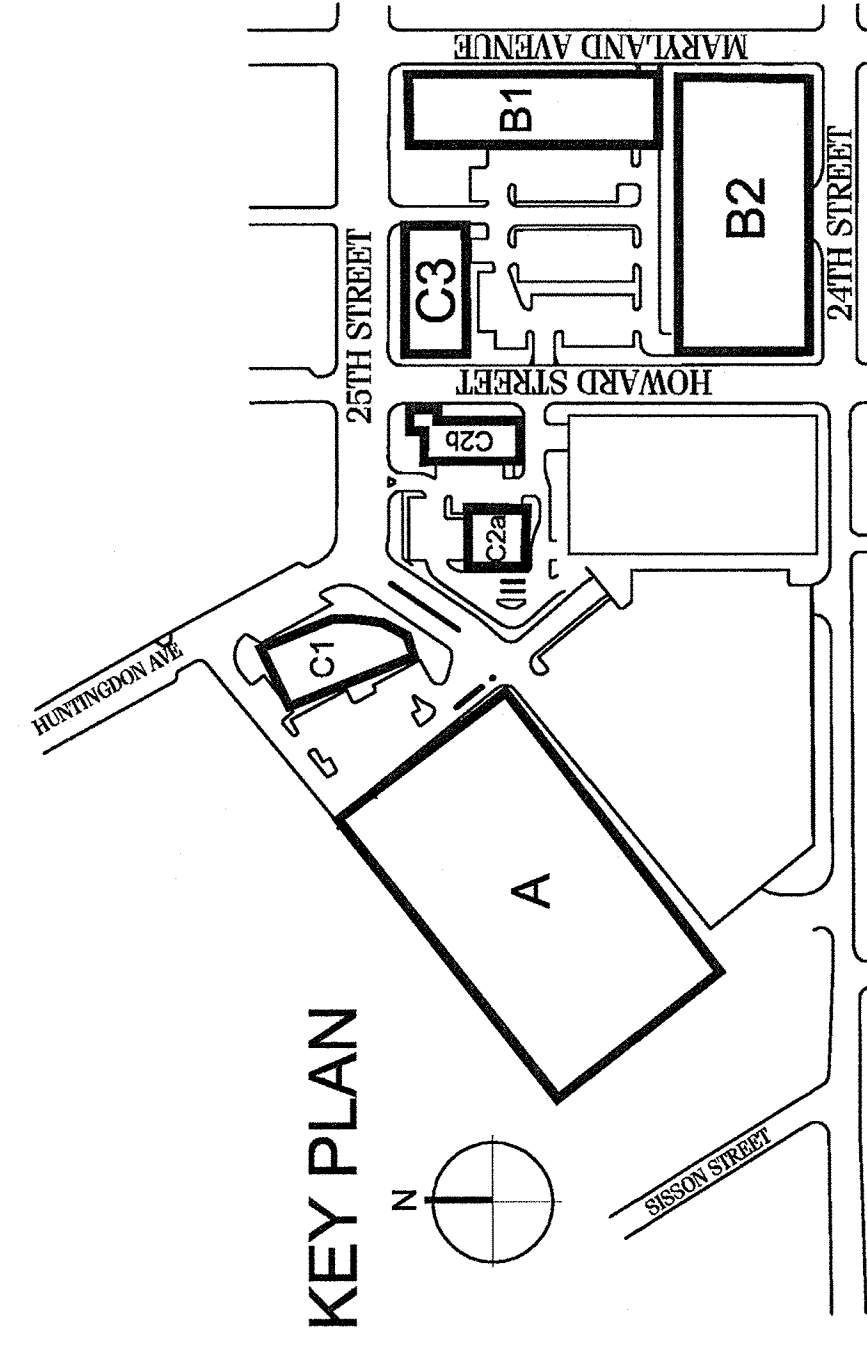 KEY PLAN
N
MARYLAND AVENUE
25TH STREET
24TH STREET
HOWARD STREET
HUNTINGDON AVE
SISSON STREET
B1
B2
C3
C2b
C2a
C1
A